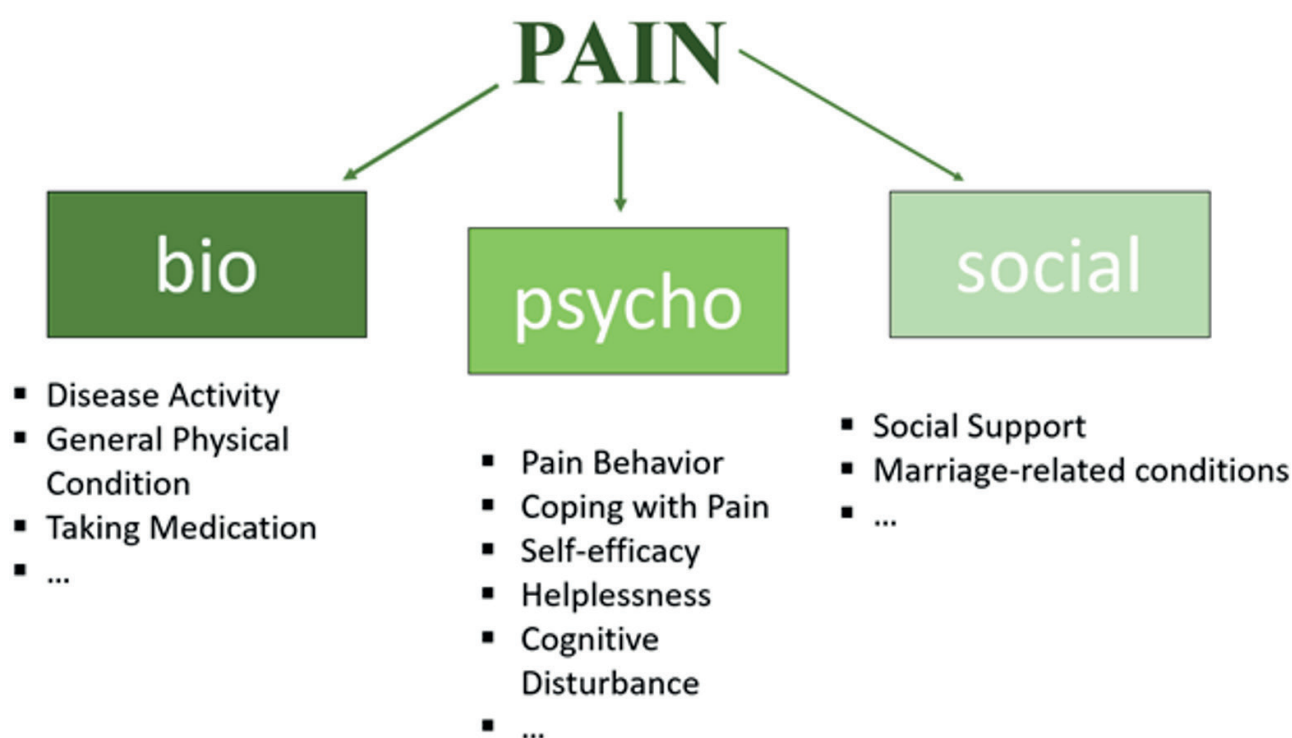 PAIN
bio
psycho
social
▪ Disease Activity
▪ General Physical
Condition
▪ Taking Medication
▪ ...
▪ Pain Behavior
▪ Coping with Pain
▪ Self-efficacy
▪ Helplessness
▪ Cognitive
Disturbance
▪ ...
▪ Social Support
▪ Marriage-related conditions
▪ ...